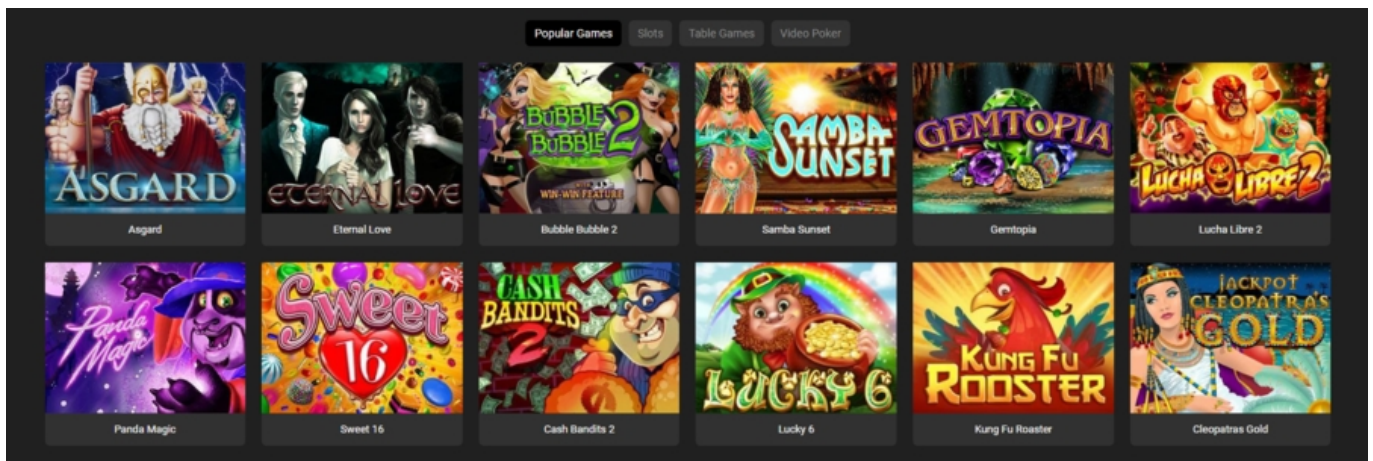 Popular Games Slots Table Games Video Poker
ASGARD
Asgard
ETERNAL LOVE
Eternal Love
BUBBLE
BUBBLE 2
WITH
WIN-WIN FEATURE
Bubble Bubble 2
SAMBA
SUNSET
Samba Sunset
GEMTOPIA
Gemtopia
LUCHA LIBRE 2
Lucha Libre 2
Panda
Magic
Panda Magic
Sweet
16
Sweet 16
CASH
BANDITS
2
Cash Bandits 2
LUCKY 6
Lucky 6
KUNG FU
ROOSTER
Kung Fu Roaster
JACKPOT
CLEOPATRA'S
GOLD
Cleopatras Gold